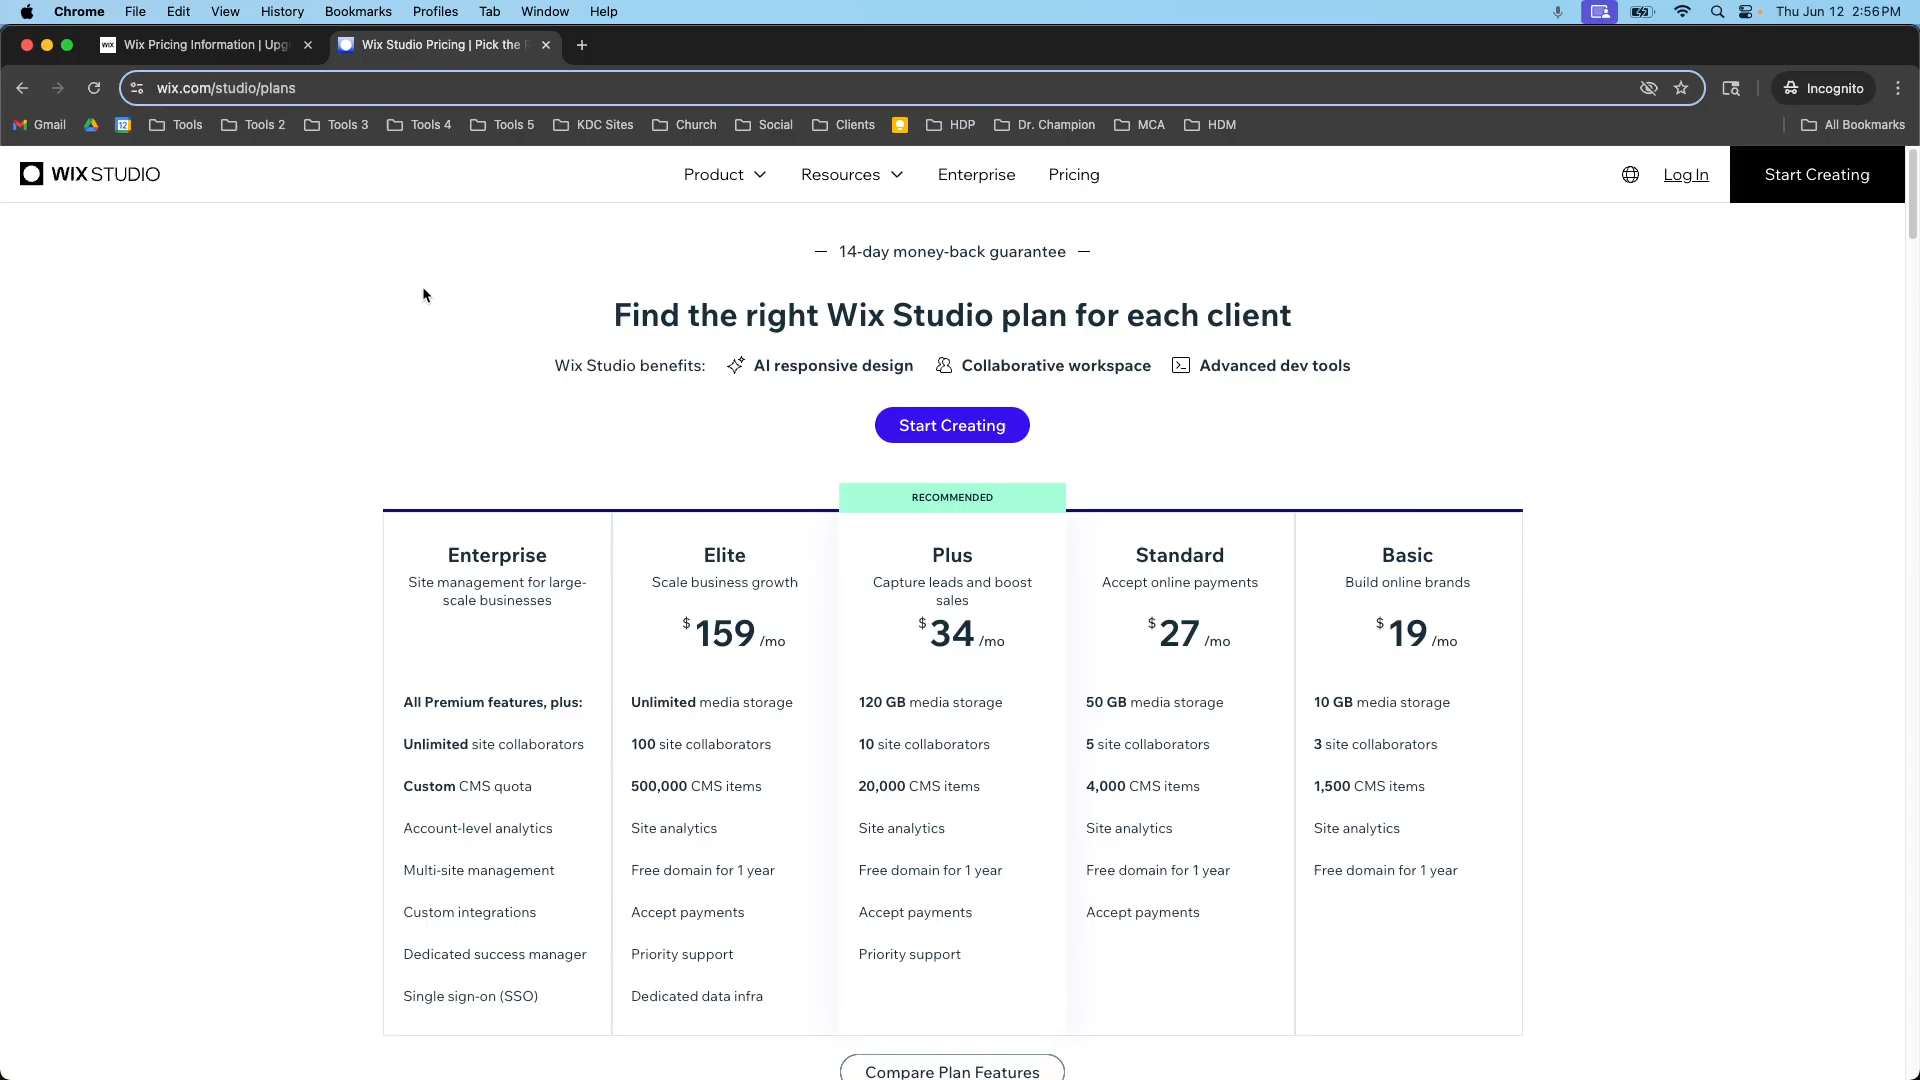 Chrome File Edit View History Bookmarks Profiles Tab Window Help Thu Jun 12 2:56 PM
WIX Wix Pricing Information | Upg Wix Studio Pricing | Pick the
wix.com/studio/plans Incognito
Gmail 12 Tools Tools 2 Tools 3 Tools 4 Tools 5 KDC Sites Church Social Clients HDP Dr. Champion MCA HDM All Bookmarks
WIX STUDIO Product Resources Enterprise Pricing Log In Start Creating
— 14-day money-back guarantee —
Find the right Wix Studio plan for each client
Wix Studio benefits: AI responsive design Collaborative workspace Advanced dev tools
Start Creating
RECOMMENDED
Enterprise
Site management for large-
scale businesses
All Premium features, plus:
Unlimited site collaborators
Custom CMS quota
Account-level analytics
Multi-site management
Custom integrations
Dedicated success manager
Single sign-on (SSO)
Elite
Scale business growth
$ 159 /mo
Unlimited media storage
100 site collaborators
500,000 CMS items
Site analytics
Free domain for 1 year
Accept payments
Priority support
Dedicated data infra
Plus
Capture leads and boost
sales
$ 34 /mo
120 GB media storage
10 site collaborators
20,000 CMS items
Site analytics
Free domain for 1 year
Accept payments
Priority support
Standard
Accept online payments
$ 27 /mo
50 GB media storage
5 site collaborators
4,000 CMS items
Site analytics
Free domain for 1 year
Accept payments
Basic
Build online brands
$ 19 /mo
10 GB media storage
3 site collaborators
1,500 CMS items
Site analytics
Free domain for 1 year
Compare Plan Features